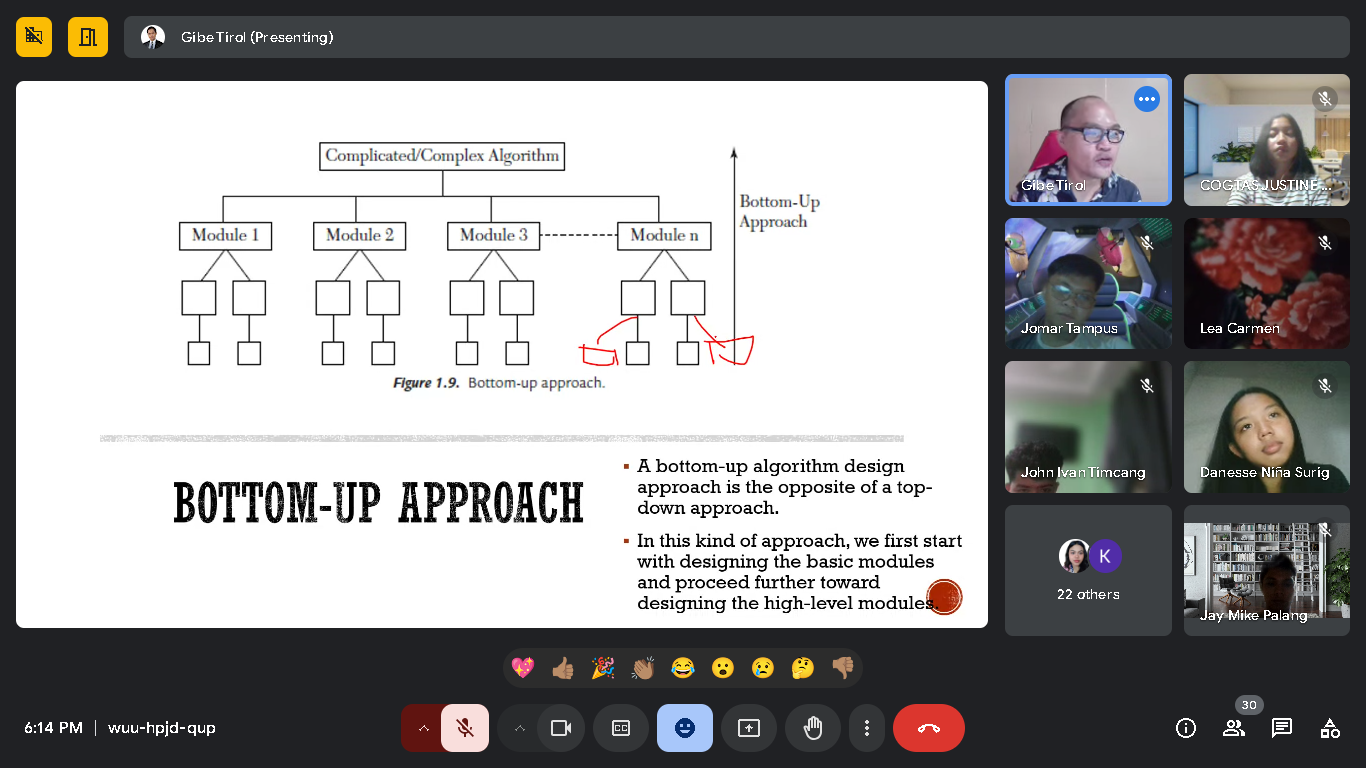 Gibe Tirol (Presenting)
Complicated/Complex Algorithm
Bottom-Up
Approach
Module 1
Module 2
Module 3
Module n
Figure 1.9. Bottom-up approach.
BOTTOM-UP APPROACH
A bottom-up algorithm design
approach is the opposite of a top-
down approach.
In this kind of approach, we first start
with designing the basic modules
and proceed further toward
designing the high-level modules.
Gibe Tirol
COGTAS JUSTINE ...
Jomar Tampus
Lea Carmen
John Ivan Timcang
Danesse Niña Surig
K
22 others
Jay Mike Palang
6:14 PM | wuu-hpjd-qup
CC
30